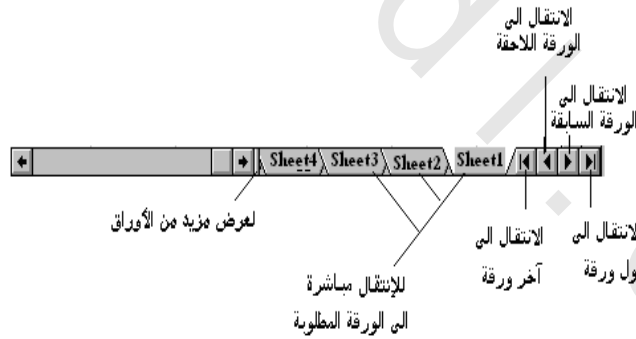 الانتقال الى
الورقة اللاحقة
الانتقال الى
الورقة السابقة
Sheet1
Sheet2
Sheet3
Sheet4
لعرض مزيد من الأوراق
الانتقال الى
آخر ورقة
لانتقال الى
ول ورقة
للإنتقال مباشرة
الى الورقة المطلوبة